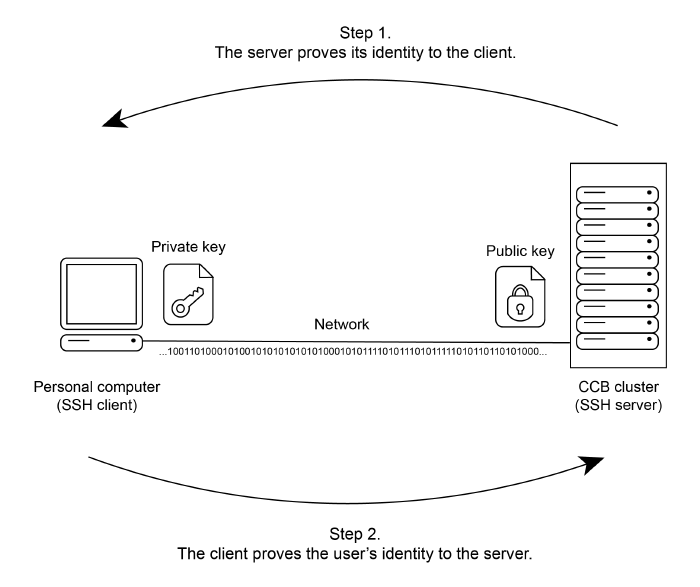 Step 1.
The server proves its identity to the client.
Private key
Public key
Network
...1001101000101001010101010101000101011110101110101111101011011010101000...
Personal computer
(SSH client)
CCB cluster
(SSH server)
Step 2.
The client proves the user's identity to the server.